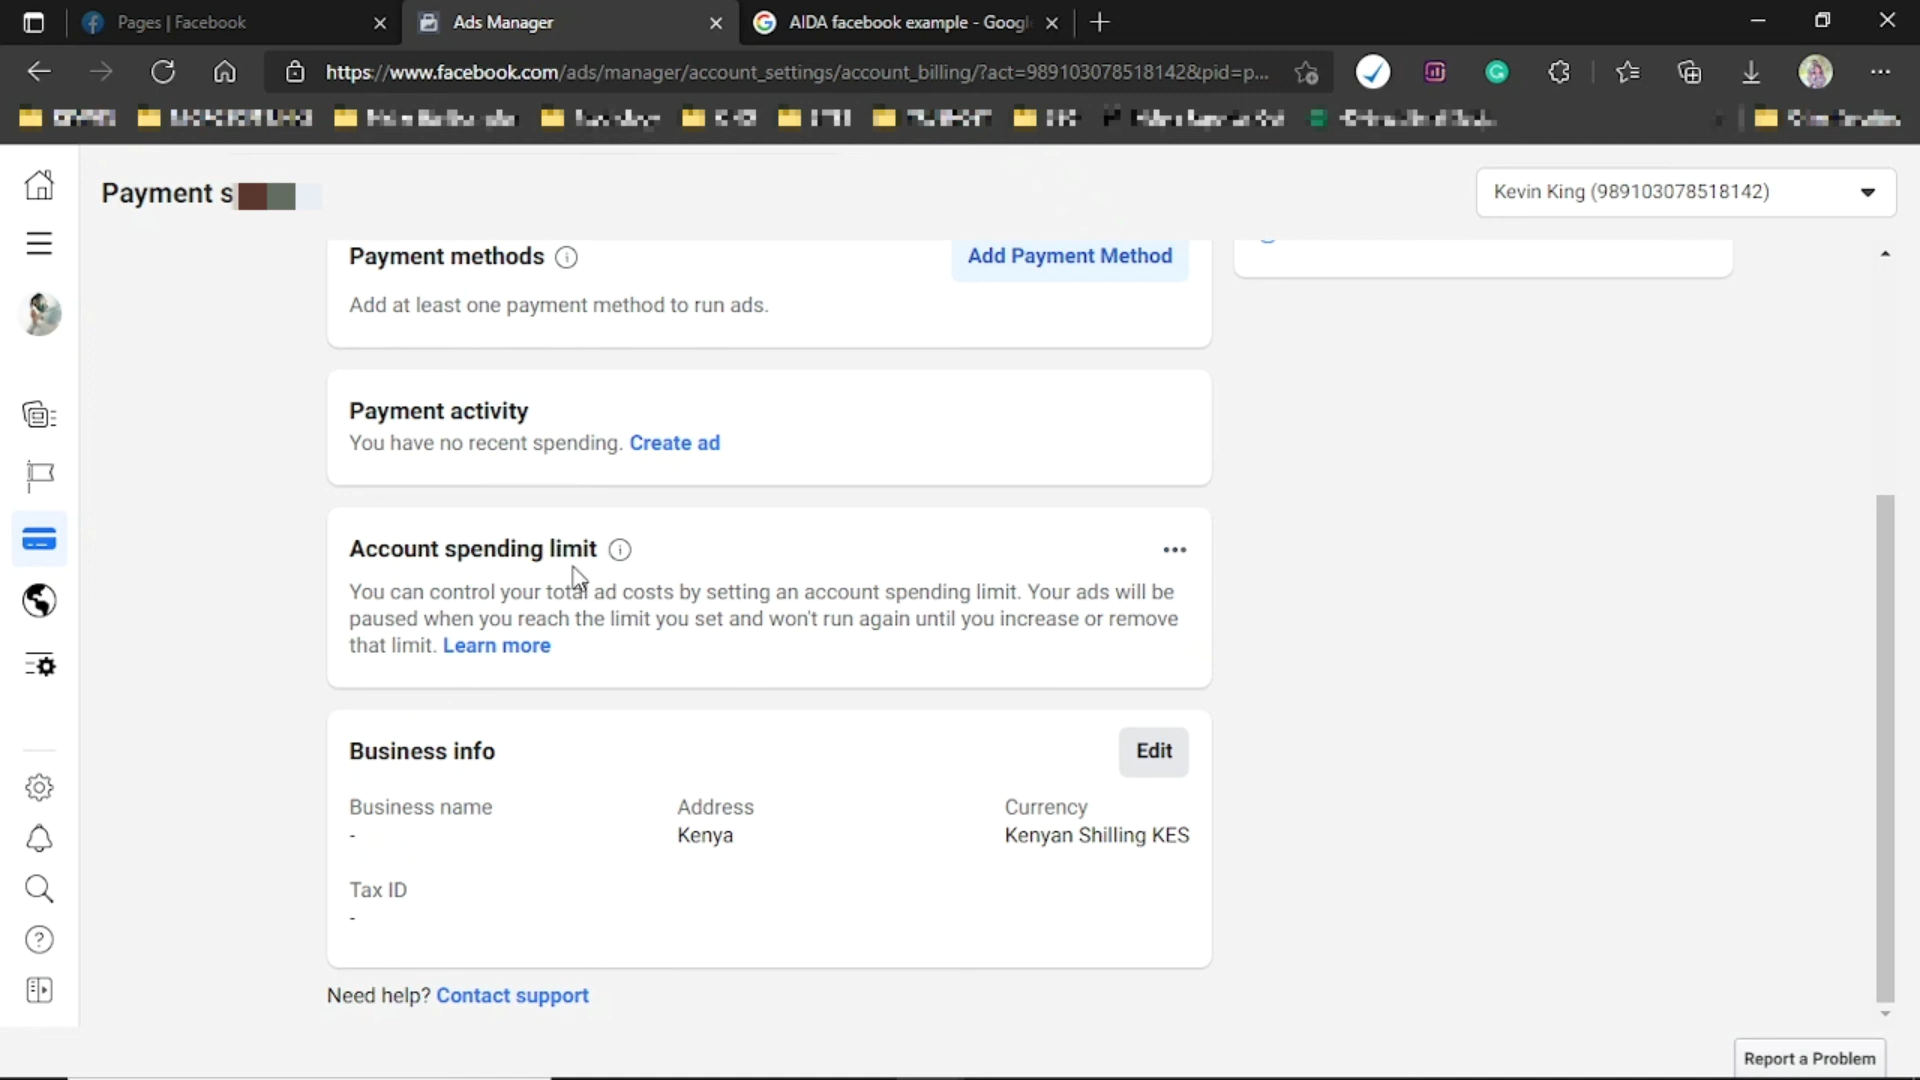 Pages | Facebook
Ads Manager
AIDA facebook example - Googl
https://www.facebook.com/ads/manager/account_settings/account_billing/?act=989103078518142&pid=p...
Payment s
Kevin King (989103078518142)
Payment methods
Add Payment Method
Add at least one payment method to run ads.
Payment activity
You have no recent spending. Create ad
Account spending limit
You can control your total ad costs by setting an account spending limit. Your ads will be
paused when you reach the limit you set and won't run again until you increase or remove
that limit. Learn more
Business info
Edit
Business name
Address
Currency
-
Kenya
Kenyan Shilling KES
Tax ID
-
Need help? Contact support
Report a Problem